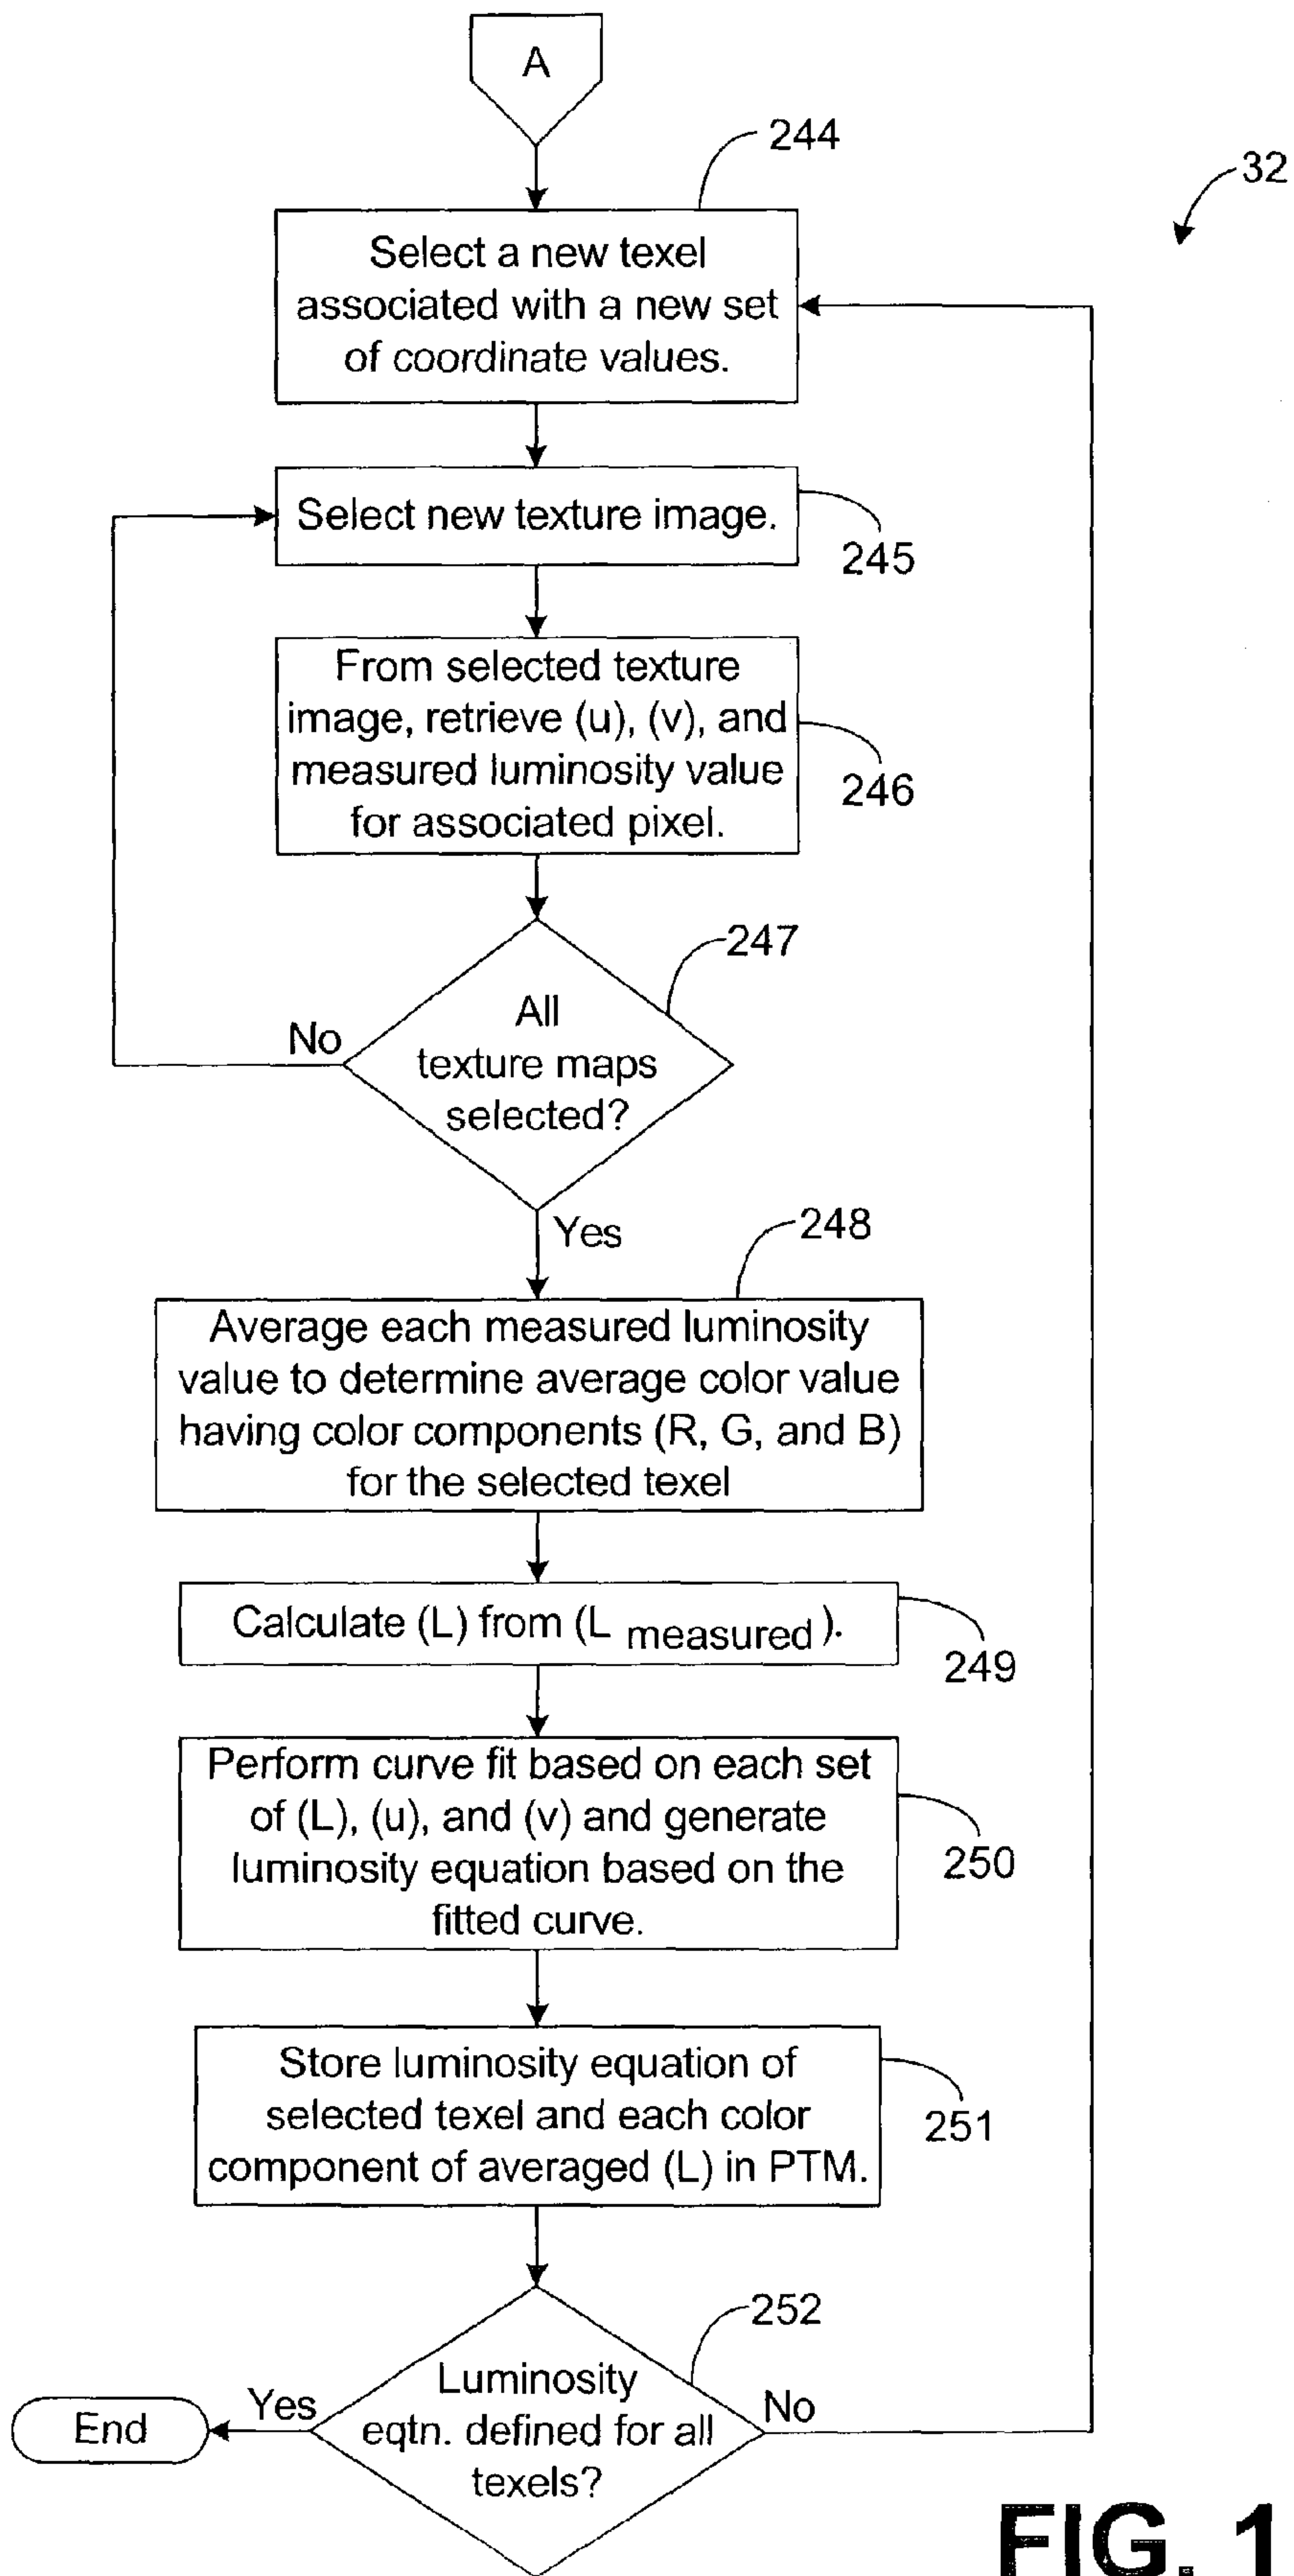 A
244
32
Select a new texel
associated with a new set
of coordinate values.
Select new texture image.
245
From selected texture
image, retrieve (u), (v), and
measured luminosity value
for associated pixel.
246
247
All
texture maps
selected?
No
Yes
248
Average each measured luminosity
value to determine average color value
having color components (R, G, and B)
for the selected texel
Calculate (L) from (L measured).
249
Perform curve fit based on each set
of (L), (u), and (v) and generate
luminosity equation based on the
fitted curve.
250
Store luminosity equation of
selected texel and each color
component of averaged (L) in PTM.
251
252
Luminosity
eqtn. defined for all
texels?
Yes
No
End
FIG. 1